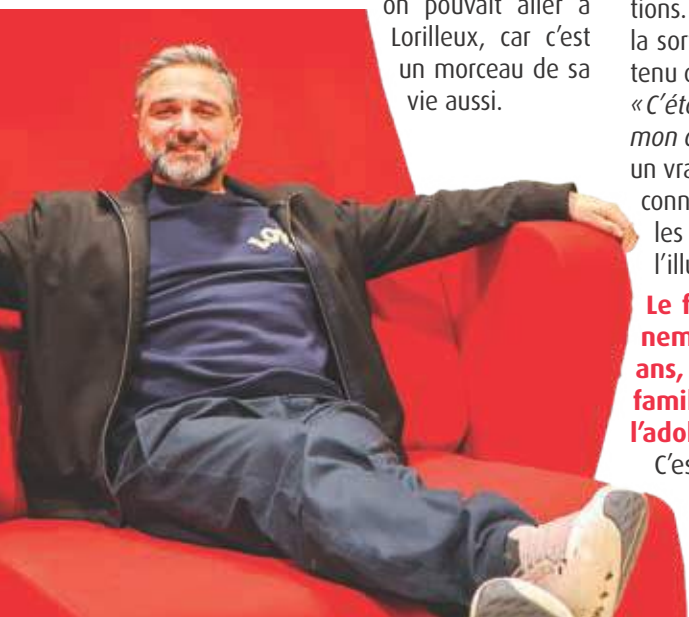 on pouvait aller à
Lorilleux, car c’est
un morceau de sa
vie aussi.
tions.
la sor
tenu
« C’ét
mon
un vra
conn
les
l’illu
Le f
nem
ans,
famil
l’adol
C’es